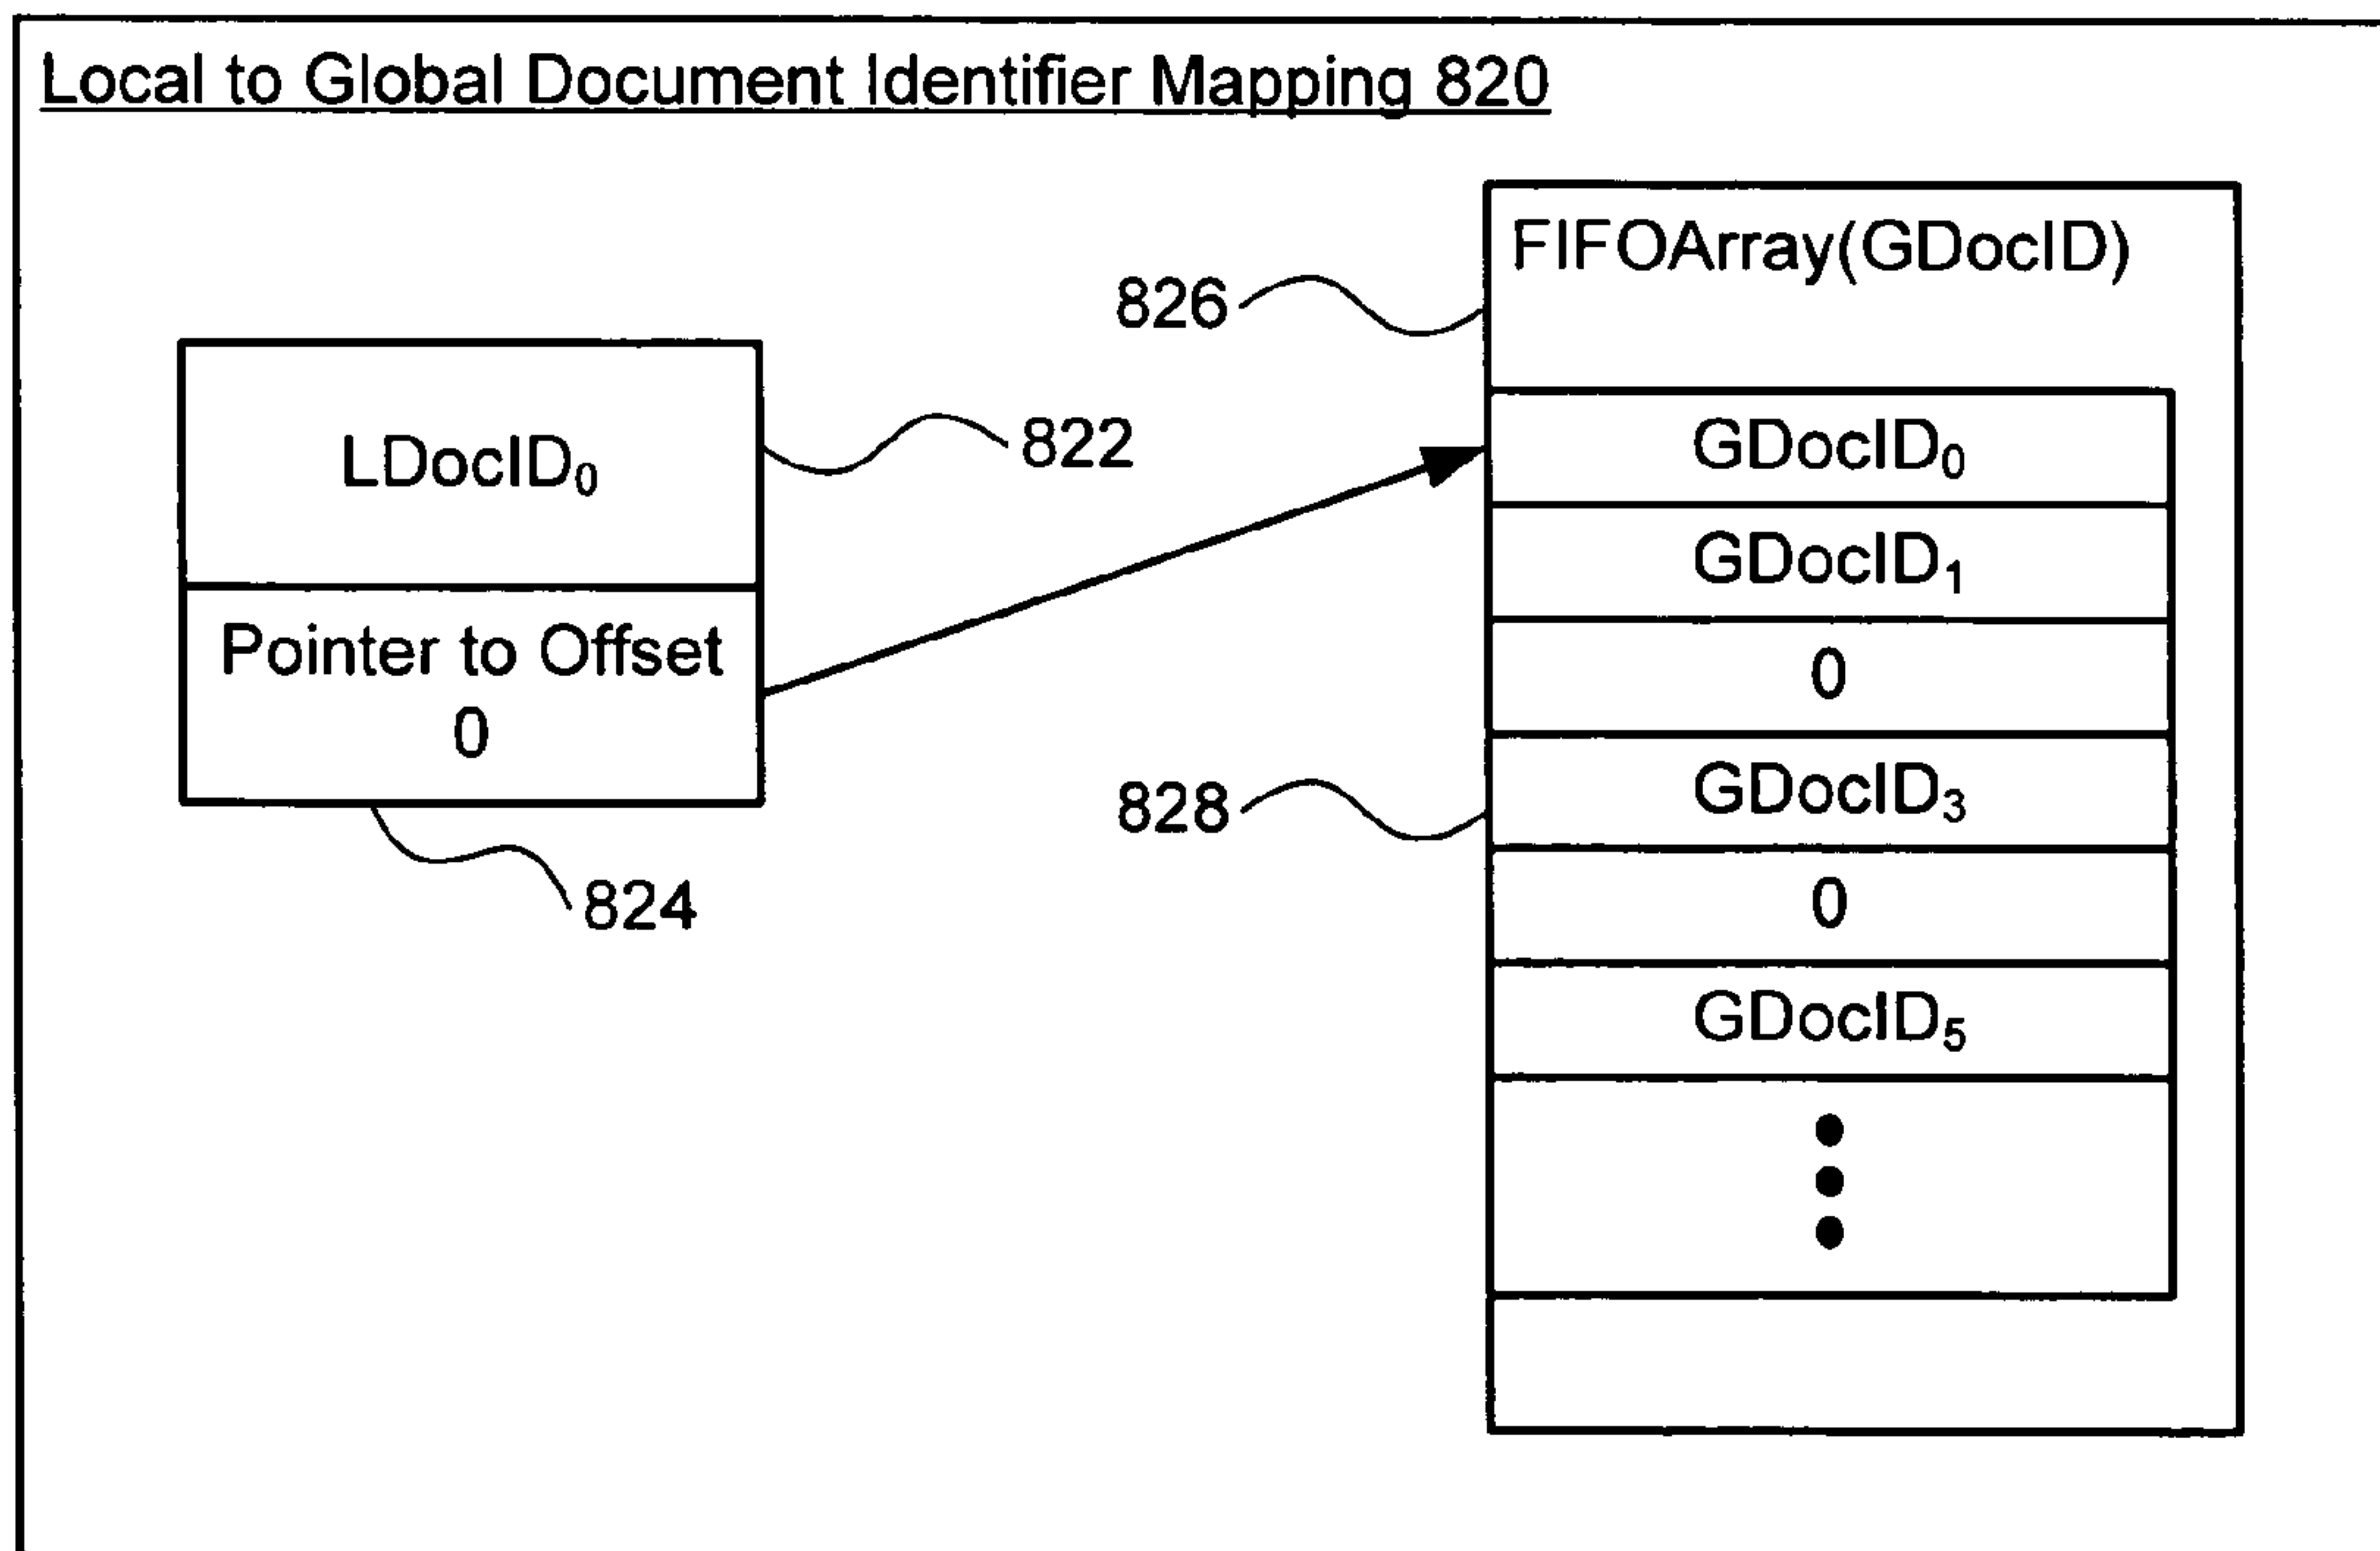 Local to Global Document Identifier Mapping 820
FIFOArray(GDocID)
826
LDocID₀
822
Pointer to Offset
0
824
GDocID₀
GDocID₁
0
828
GDocID₃
0
GDocID₅